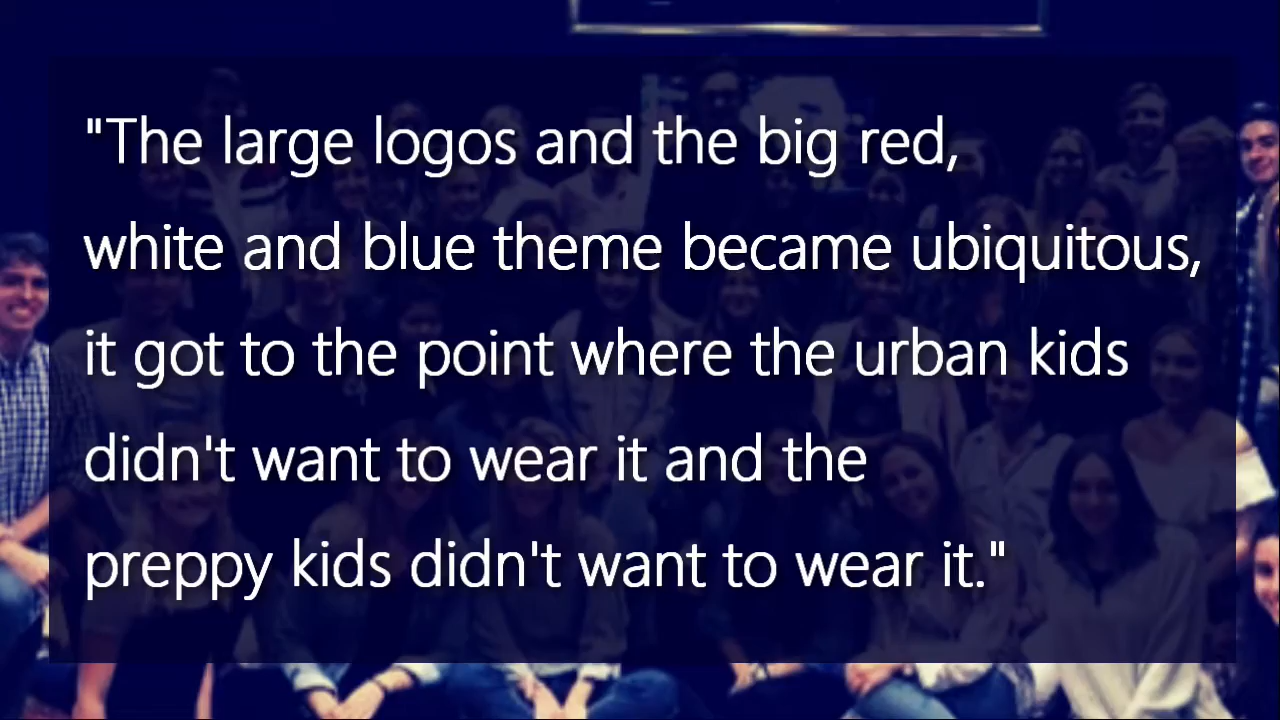 "The large logos and the big red,
white and blue theme became ubiquitous,
it got to the point where the urban kids
didn't want to wear it and the
preppy kids didn't want to wear it."